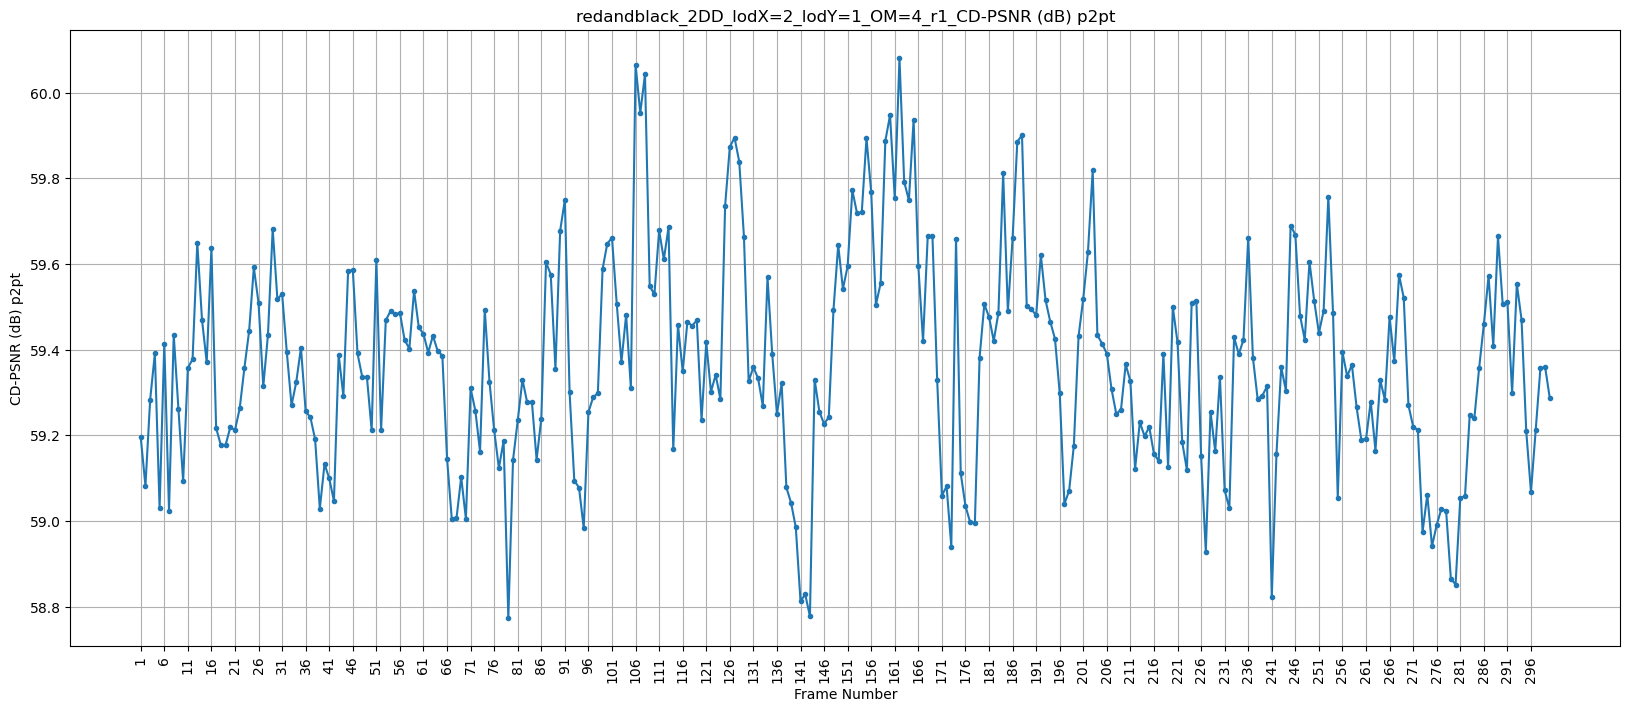 redandblack_2DD_lodX=2_lodY=1_OM=4_r1_CD-PSNR (dB) p2pt
CD-PSNR (dB) p2pt
60.0
59.8
59.6
59.4
59.2
59.0
58.8
1 6 11 16 21 26 31 36 41 46 51 56 61 66 71 76 81 86 91 96 101 106 111 116 121 126 131 136 141 146 151 156 161 166 171 176 181 186 191 196 201 206 211 216 221 226 231 236 241 246 251 256 261 266 271 276 281 286 291 296
Frame Number